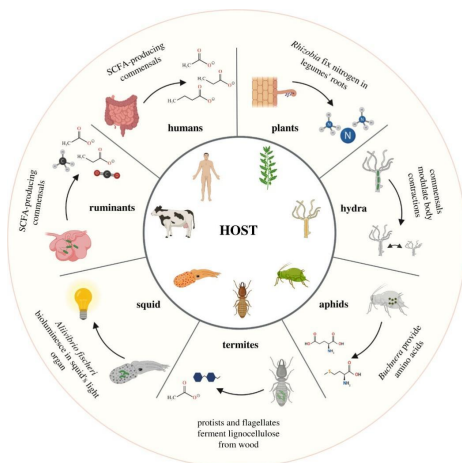 SCFA-producing
commensals
humans
Rhizobia fix nitrogen in
legumes' roots
N
plants
commensals
modulate body
contractions
hydra
Buchnera provide
amino acids
aphids
termites
protists and flagellates
ferment lignocellulose
from wood
Aliivibrio fischeri
bioluminesce in squid's light
organ
squid
SCFA-producing
commensals
ruminants
HOST